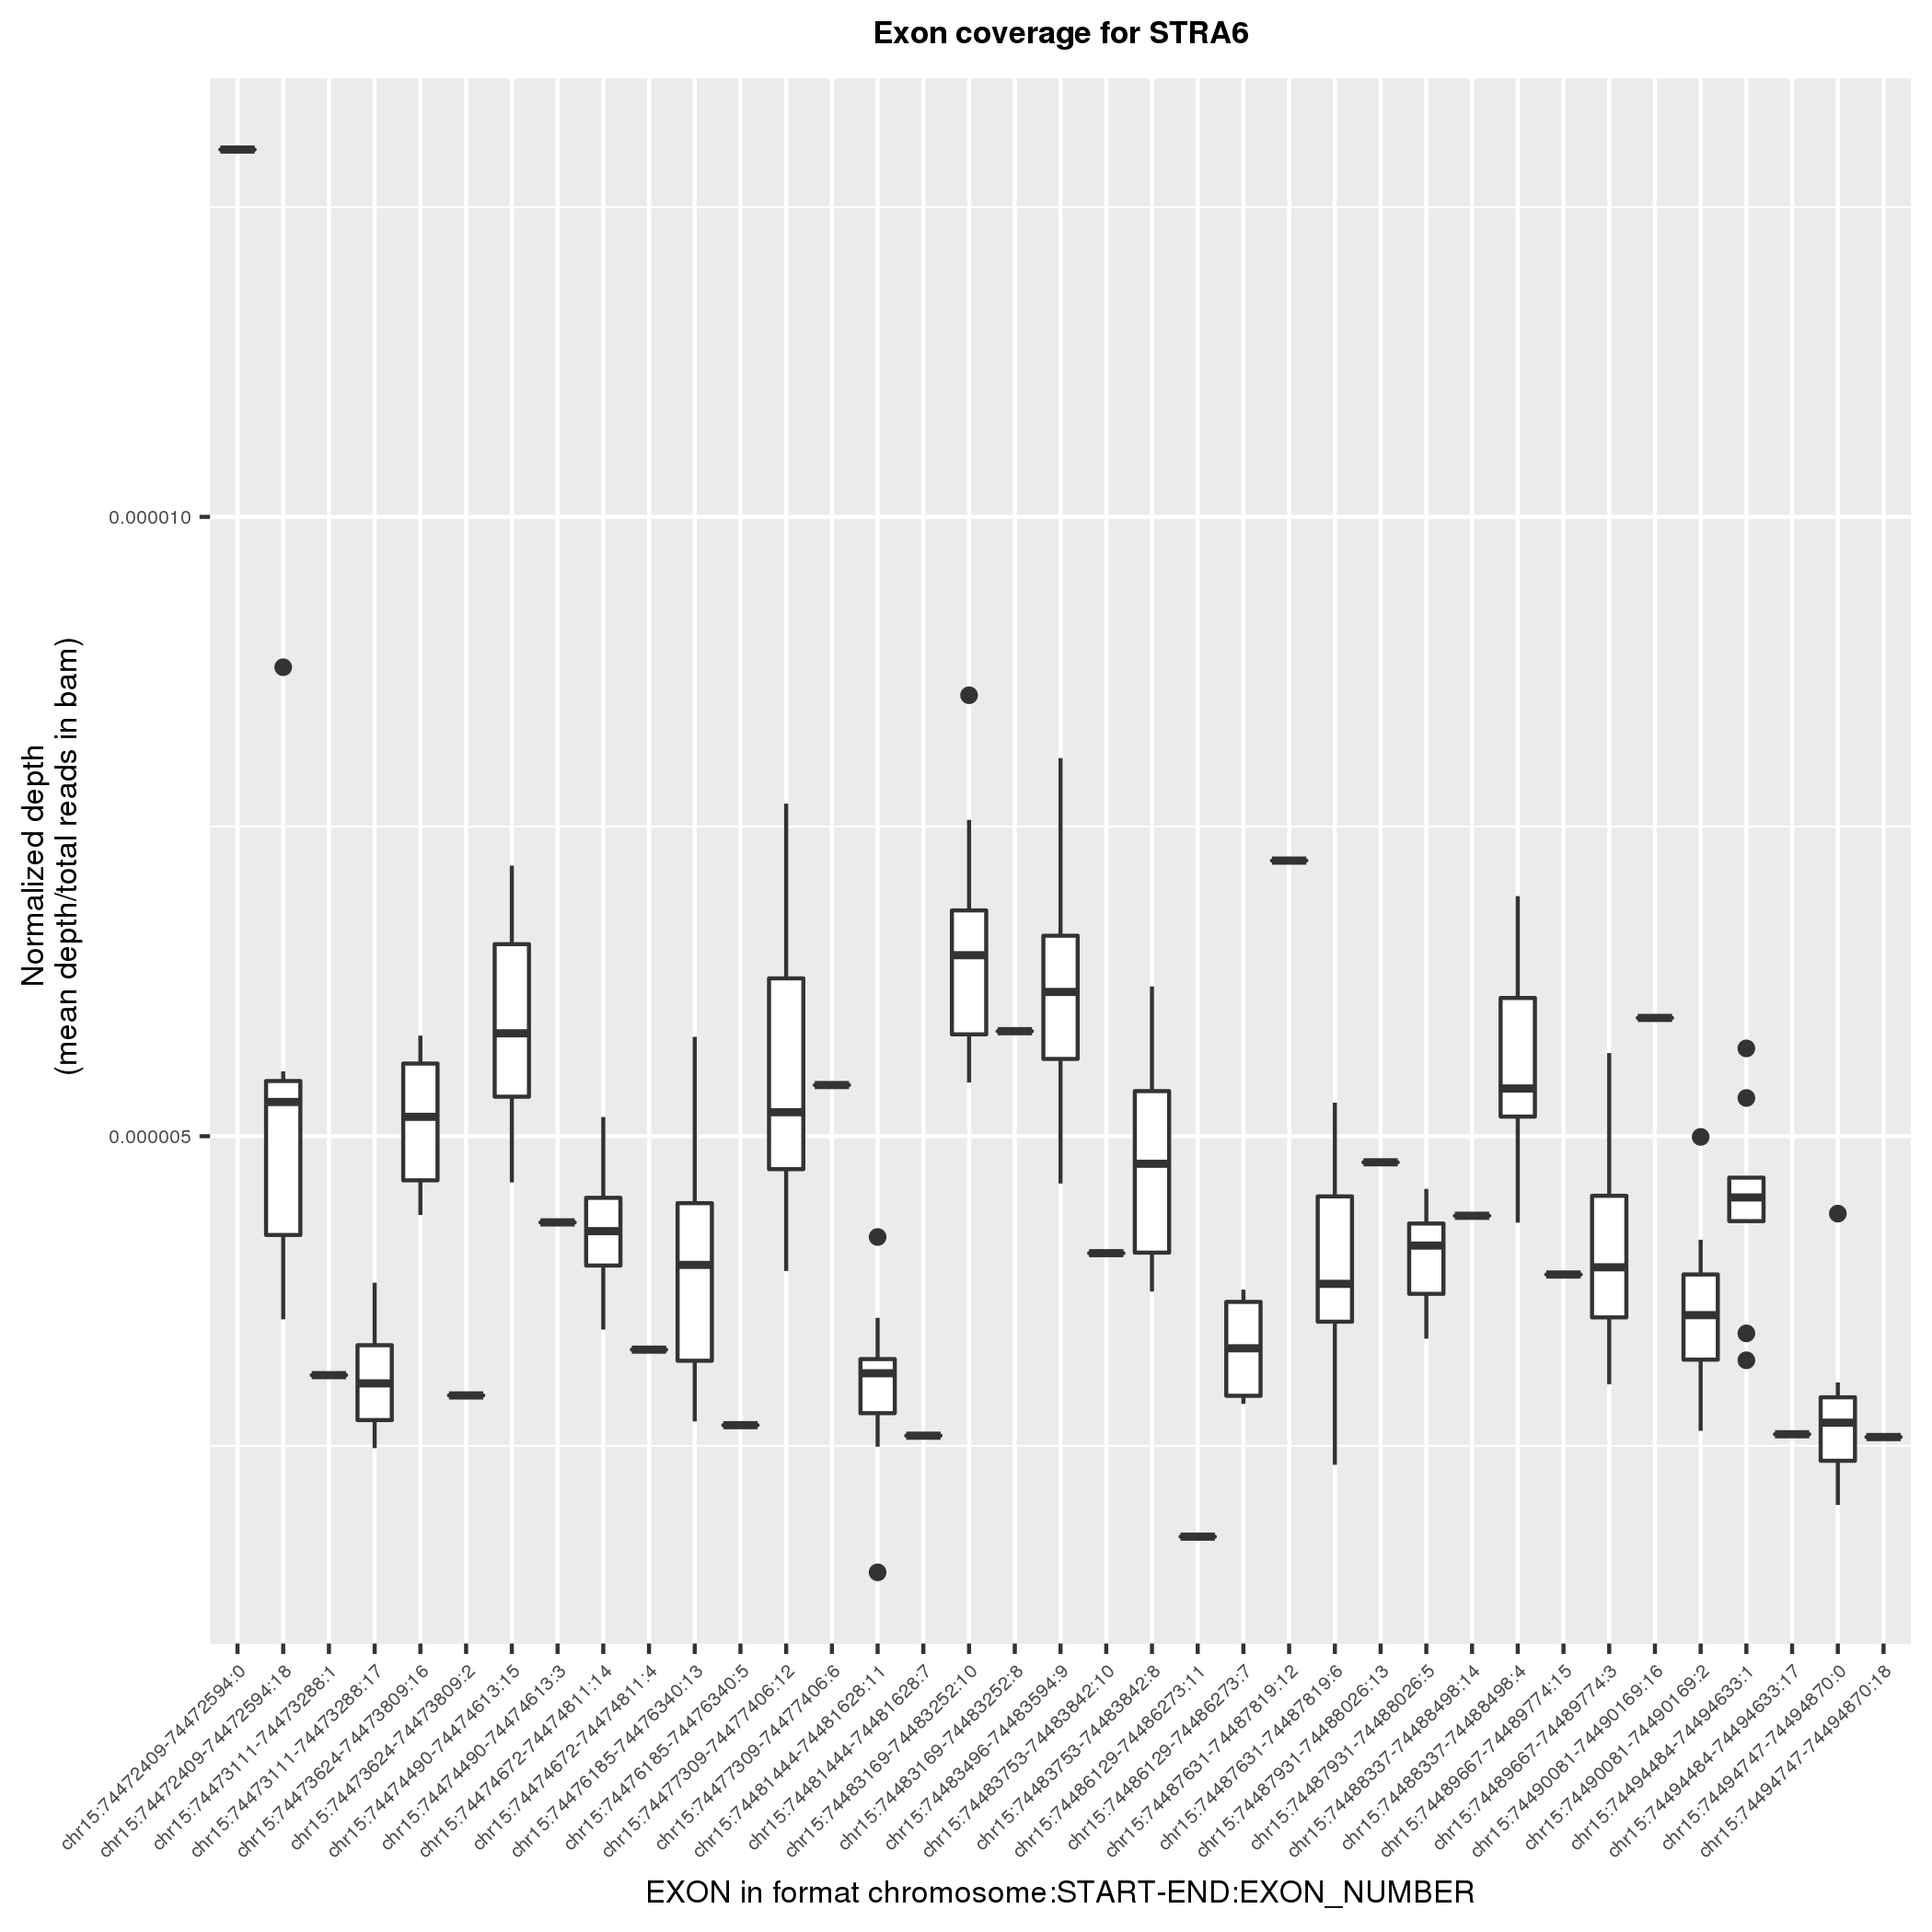 Exon coverage for STRA6
Normalized depth
(mean depth/total reads in bam)
0.000010
0.000005
chr15:74472409-74472594:0
chr15:74472409-74472594:18
chr15:74473111-74473288:1
chr15:74473111-74473288:17
chr15:74473624-74473809:16
chr15:74473624-74473809:2
chr15:74474490-74474613:15
chr15:74474490-74474613:3
chr15:74474672-74474811:14
chr15:74474672-74474811:4
chr15:74476185-74476340:13
chr15:74476185-74476340:5
chr15:74477309-74477406:12
chr15:74477309-74477406:6
chr15:74481444-74481628:11
chr15:74481444-74481628:7
chr15:74483169-74483252:10
chr15:74483169-74483252:8
chr15:74483496-74483594:9
chr15:74483753-74483842:10
chr15:74483753-74483842:8
chr15:74486129-74486273:11
chr15:74486129-74486273:7
chr15:74487631-74487819:12
chr15:74487631-74487819:6
chr15:74487931-74488026:13
chr15:74487931-74488026:5
chr15:74488337-74488498:14
chr15:74488337-74488498:4
chr15:74489667-74489774:15
chr15:74489667-74489774:3
chr15:74490081-74490169:16
chr15:74490081-74490169:2
chr15:74494484-74494633:1
chr15:74494484-74494633:17
chr15:74494747-74494870:0
chr15:74494747-74494870:18
EXON in format chromosome:START-END:EXON_NUMBER